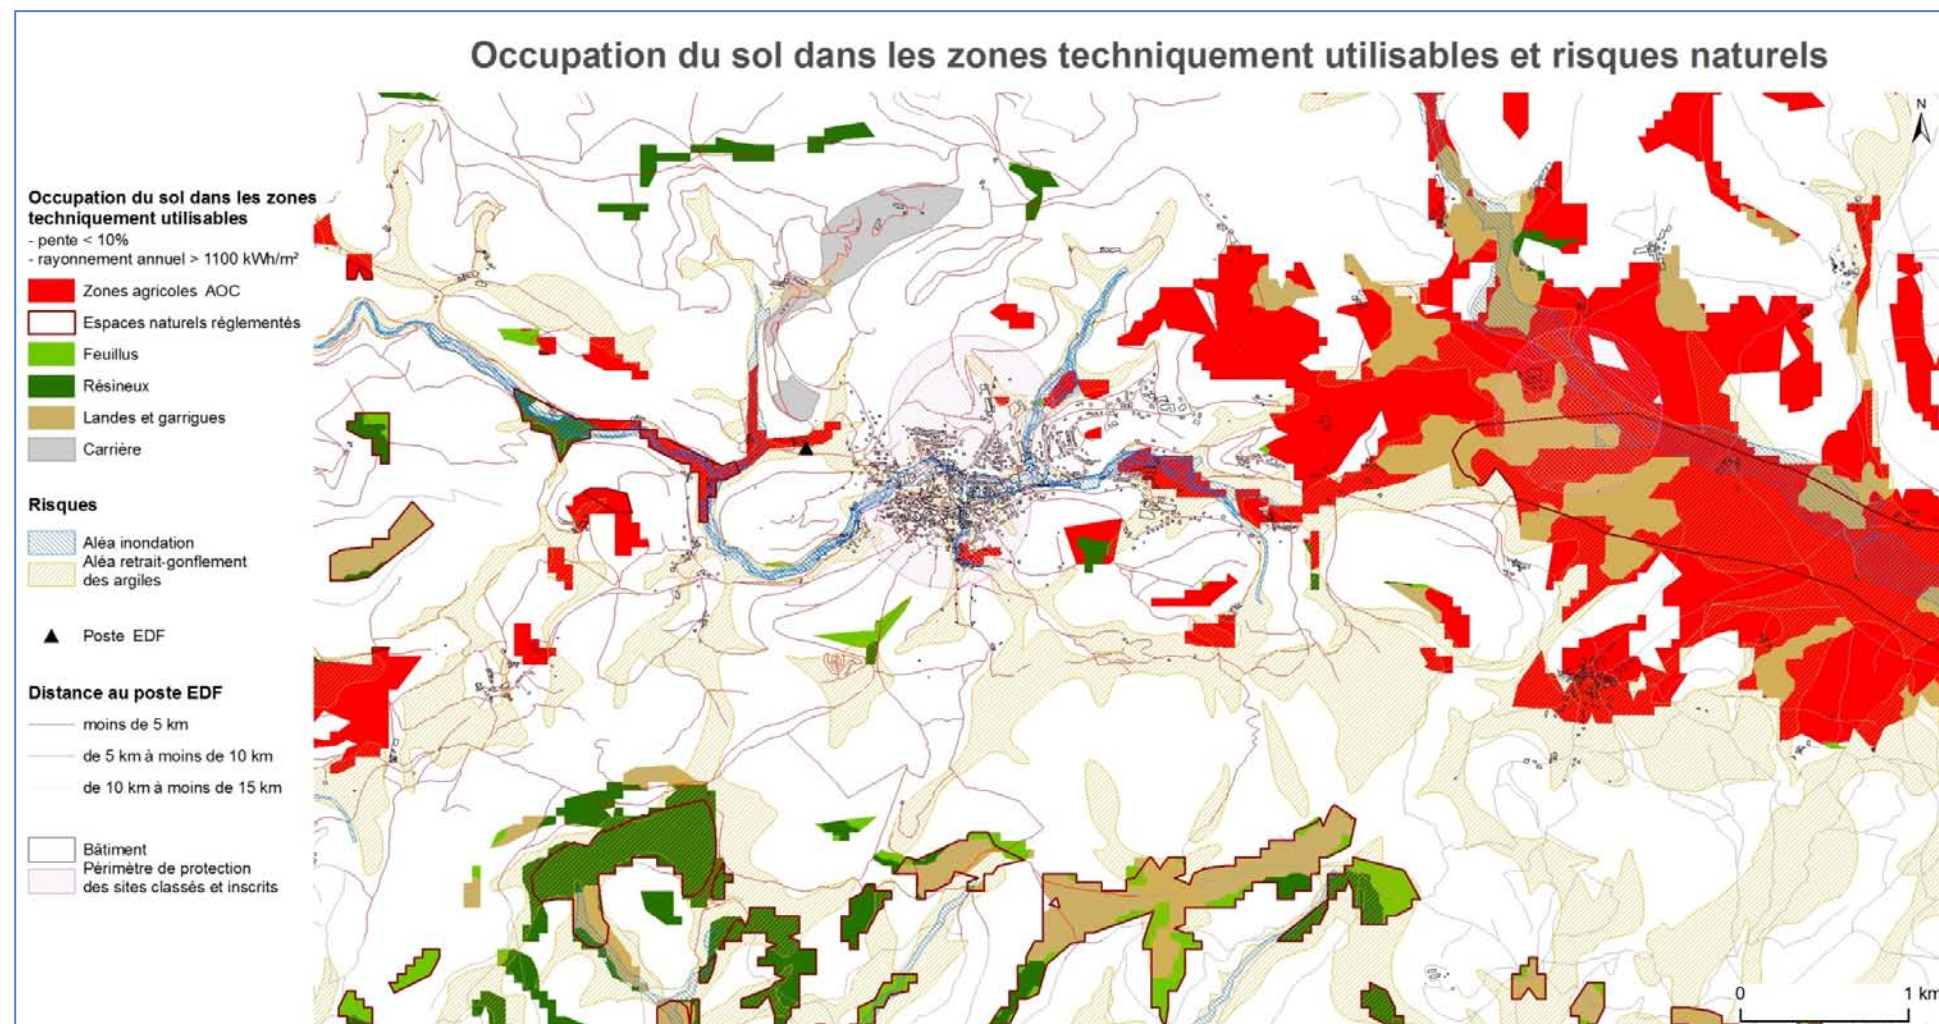 Occupation du sol dans les zones techniquement utilisables et risques naturels
N
Occupation du sol dans les zones
techniquement utilisables
- pente < 10%
- rayonnement annuel > 1100 kWh/m²
Zones agricoles AOC
Espaces naturels réglementés
Feuillus
Résineux
Landes et garrigues
Carrière
Risques
Aléa inondation
Aléa retrait-gonflement
des argiles
Poste EDF
Distance au poste EDF
moins de 5 km
de 5 km à moins de 10 km
de 10 km à moins de 15 km
Bâtiment
Périmètre de protection
des sites classés et inscrits
0 1 km